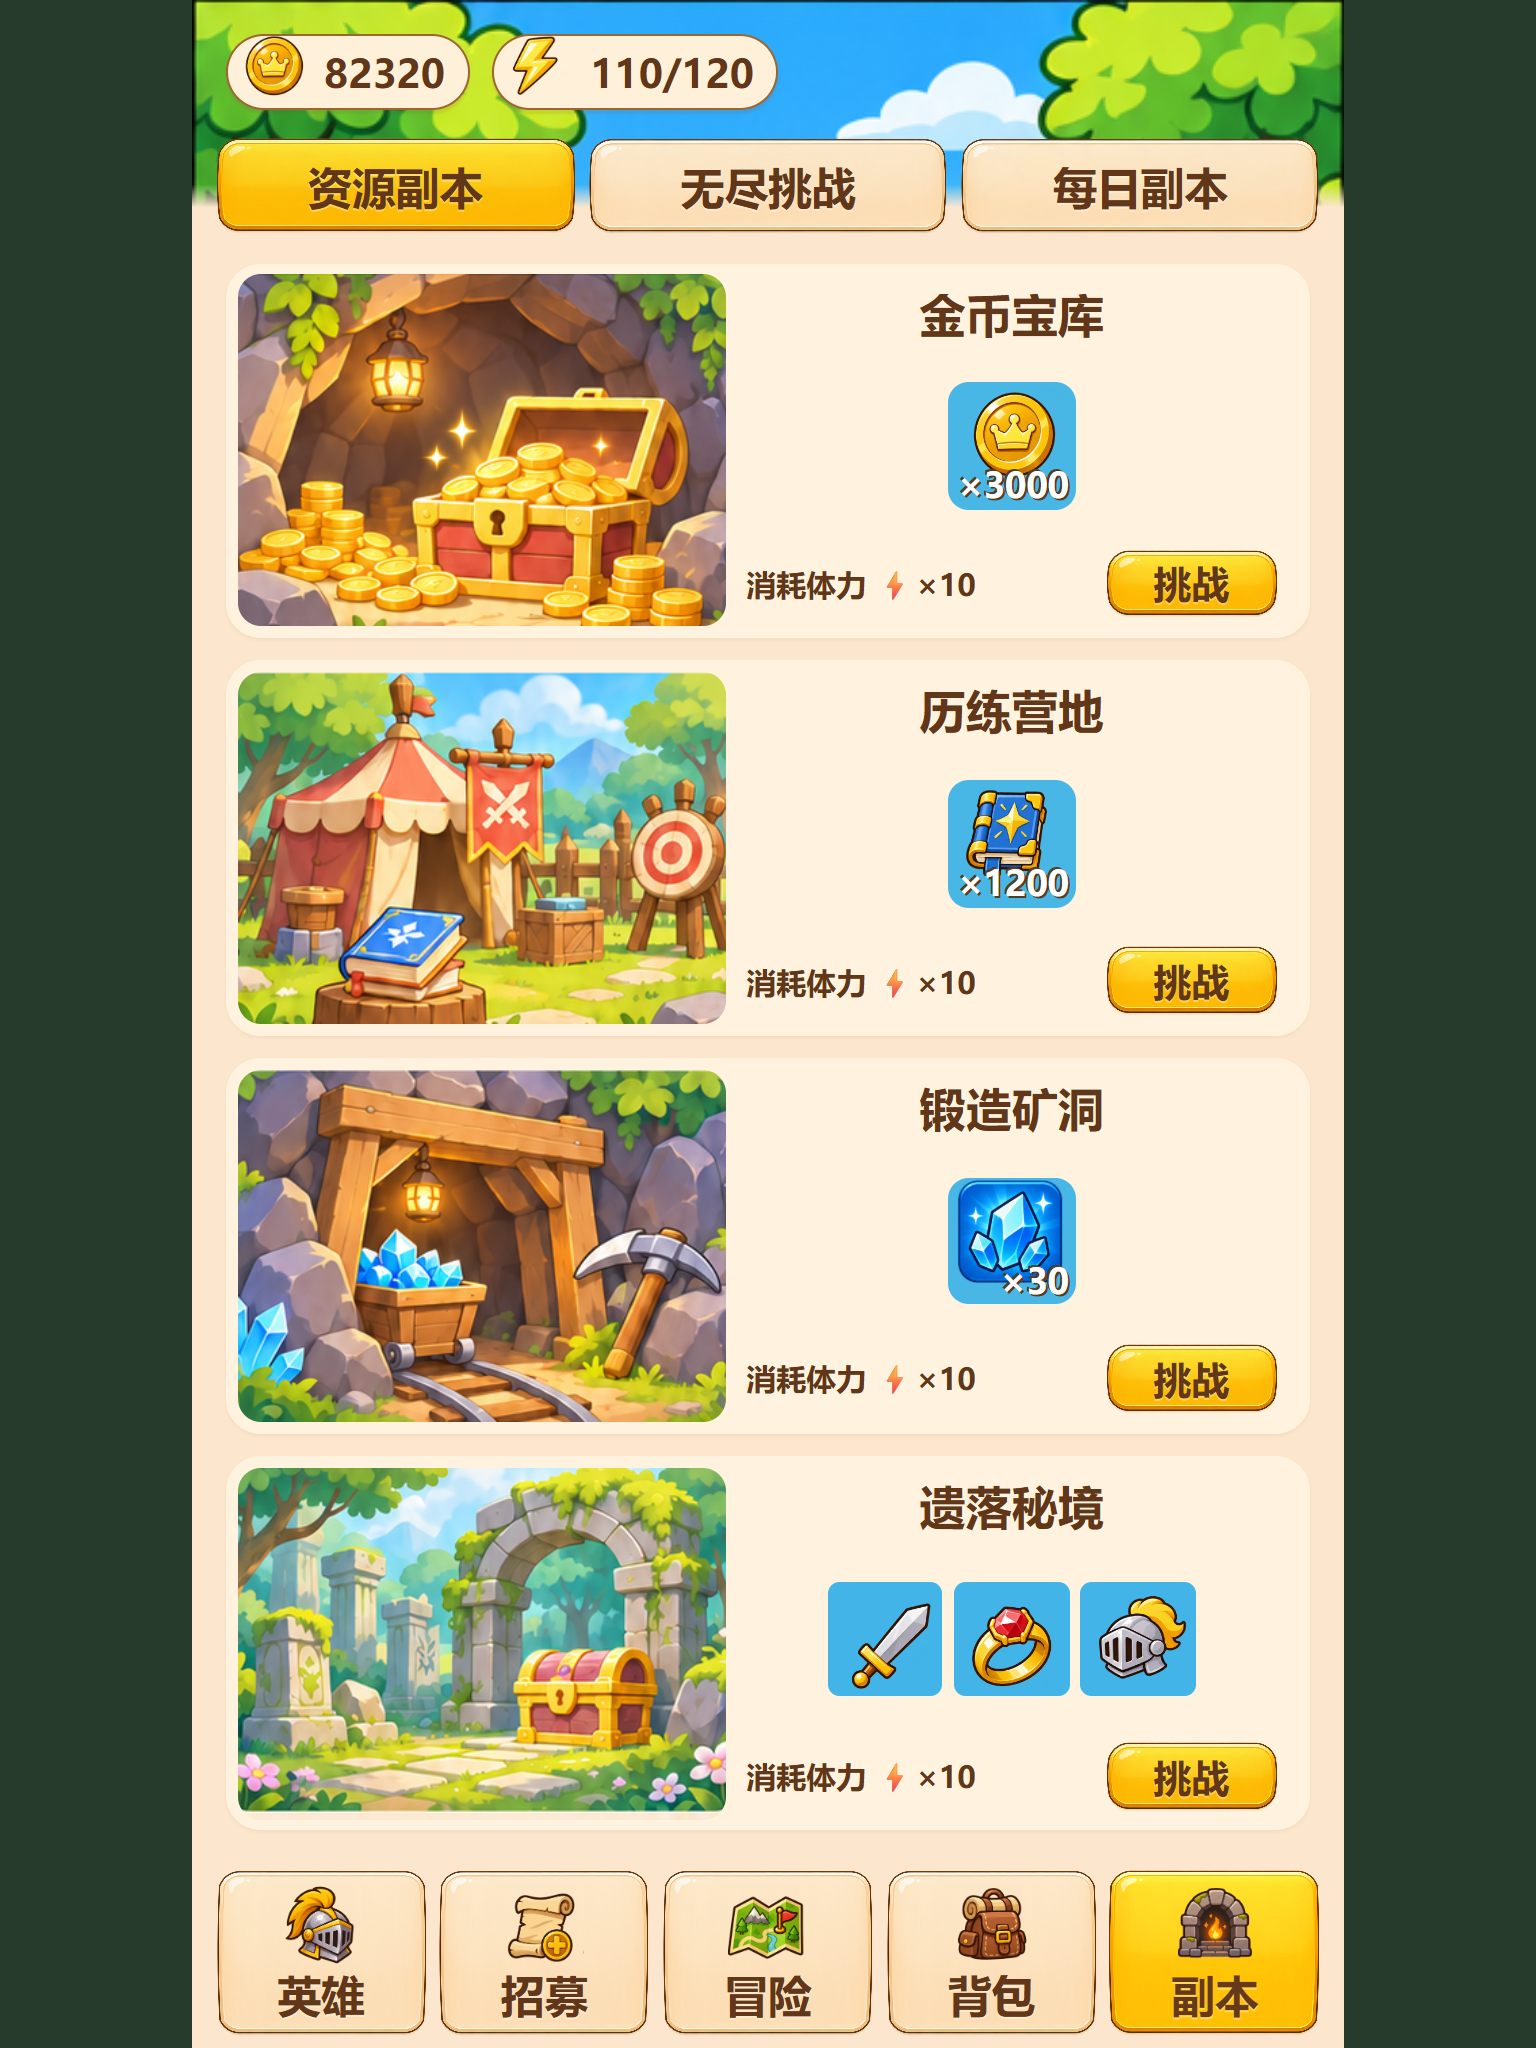 82320
110/120
资源副本
无尽挑战
每日副本
金币宝库
×3000
消耗体力 ×10
挑战
历练营地
×1200
消耗体力 ×10
挑战
锻造矿洞
×30
消耗体力 ×10
挑战
遗落秘境
消耗体力 ×10
挑战
英雄
招募
冒险
背包
副本